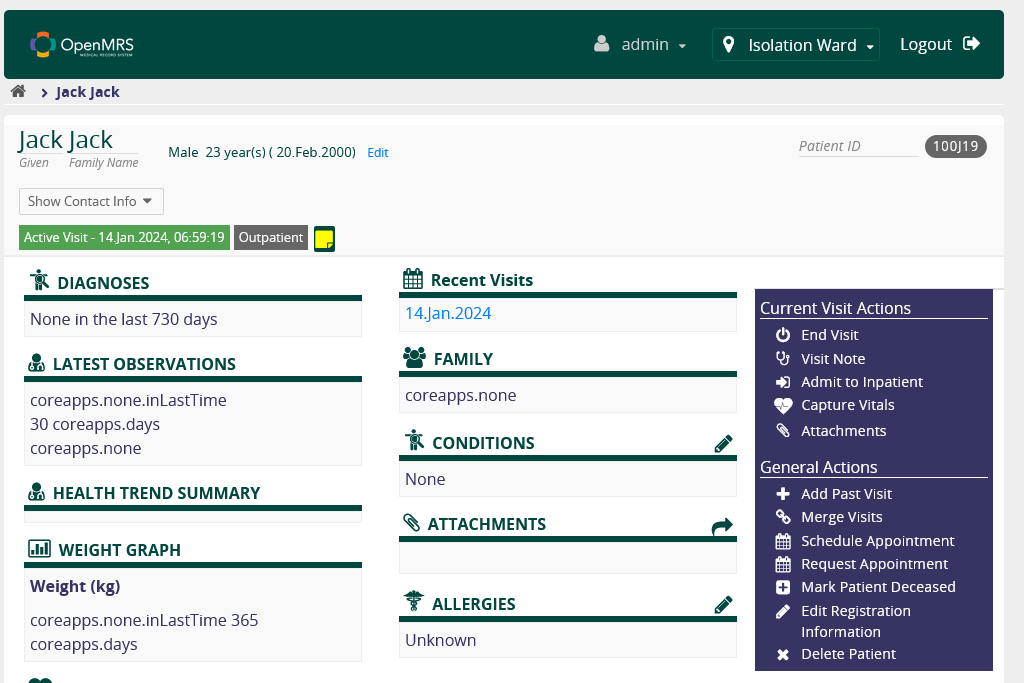 OpenMRS
MEDICAL RECORD SYSTEM
admin
Isolation Ward
Logout
Jack Jack
Jack Jack
Given Family Name
Male 23 year(s) ( 20.Feb.2000) Edit
Patient ID 100J19
Show Contact Info
Active Visit - 14.Jan.2024, 06:59:19 Outpatient
DIAGNOSES
None in the last 730 days
LATEST OBSERVATIONS
coreapps.none.inLastTime
30 coreapps.days
coreapps.none
HEALTH TREND SUMMARY
WEIGHT GRAPH
Weight (kg)
coreapps.none.inLastTime 365
coreapps.days
Recent Visits
14.Jan.2024
FAMILY
coreapps.none
CONDITIONS
None
ATTACHMENTS
ALLERGIES
Unknown
Current Visit Actions
End Visit
Visit Note
Admit to Inpatient
Capture Vitals
Attachments
General Actions
Add Past Visit
Merge Visits
Schedule Appointment
Request Appointment
Mark Patient Deceased
Edit Registration
Information
Delete Patient